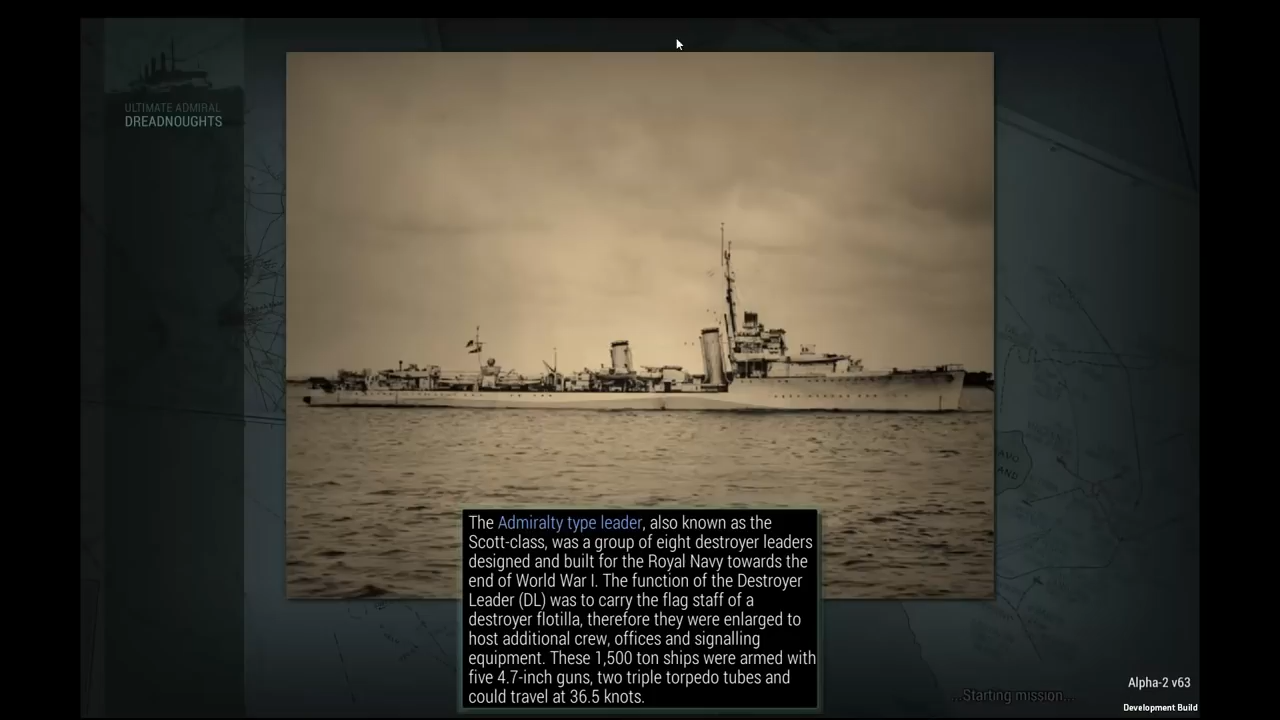 ULTIMATE ADMIRAL
DREADNOUGHTS
The Admiralty type leader, also known as the
Scott-class, was a group of eight destroyer leaders
designed and built for the Royal Navy towards the
end of World War I. The function of the Destroyer
Leader (DL) was to carry the flag staff of a
destroyer flotilla, therefore they were enlarged to
host additional crew, offices and signalling
equipment. These 1,500 ton ships were armed with
five 4.7-inch guns, two triple torpedo tubes and
could travel at 36.5 knots.
...Starting mission...
Alpha-2 v63
Development Build